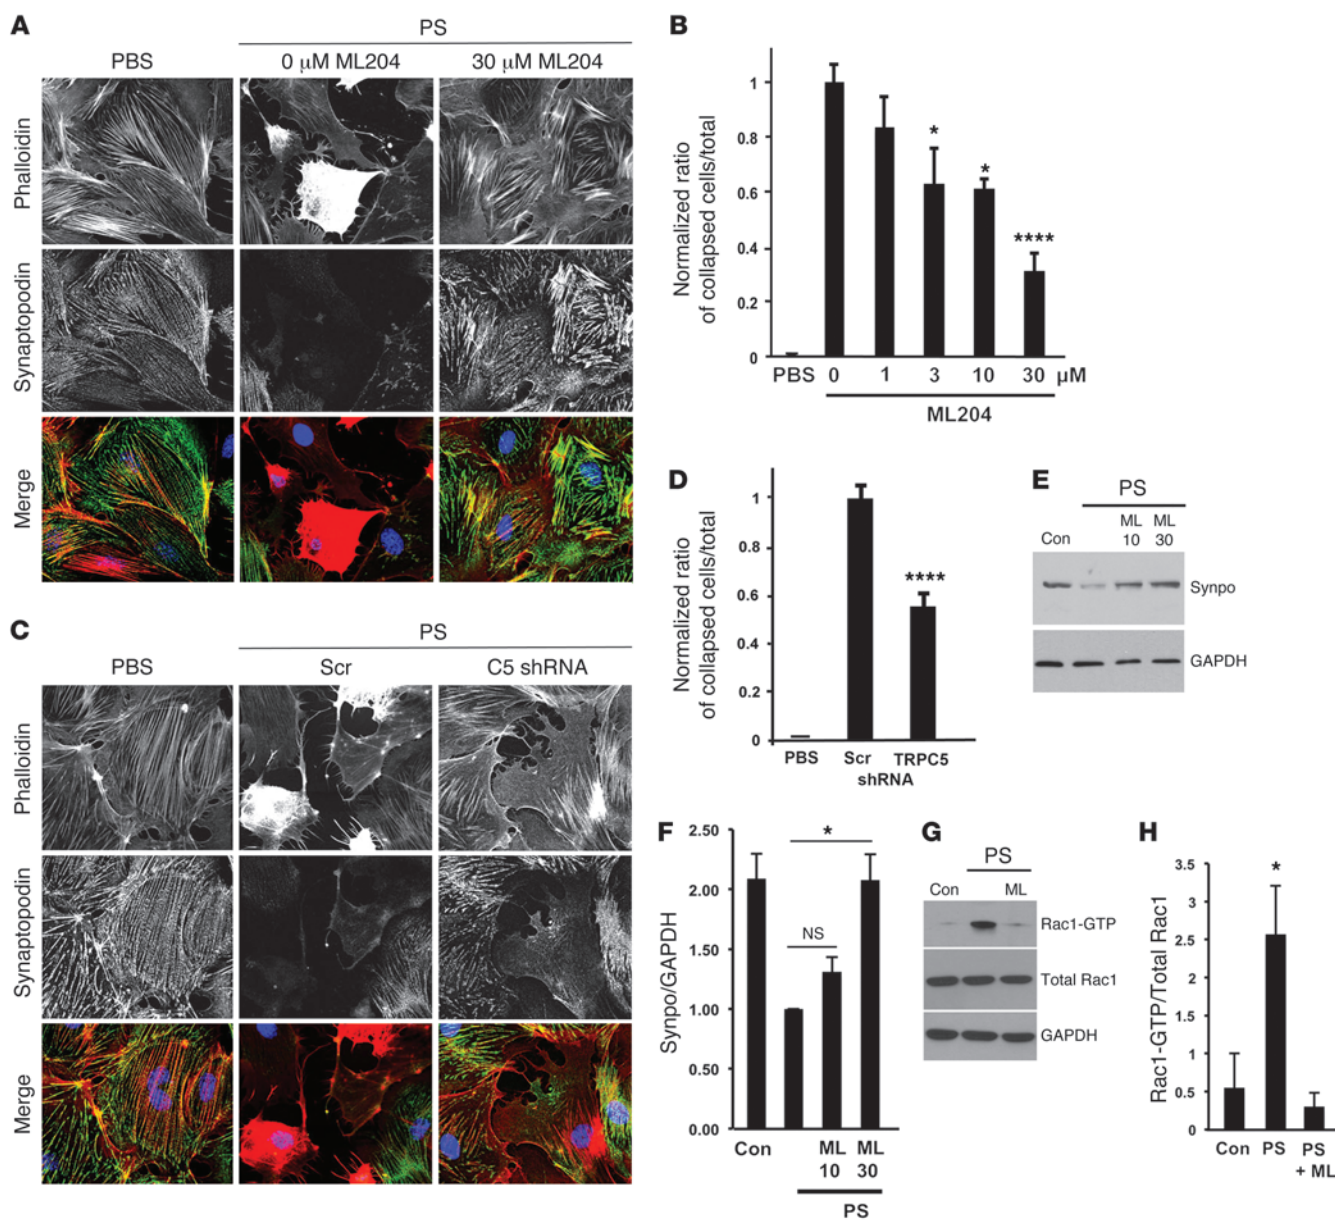 A
PS
PBS
0 μM ML204
30 μM ML204
Phalloidin
Synaptopodin
Merge
B
Normalized ratio
of collapsed cells/total
1
0.8
0.6
0.4
0.2
0
*
*
****
PBS 0 1 3 10 30 μM
ML204
C
PS
PBS
Scr
C5 shRNA
Phalloidin
Synaptopodin
Merge
D
Normalized ratio
of collapsed cells/total
1
0.8
0.6
0.4
0.2
0
****
PBS Scr TRPC5
shRNA
E
PS
Con ML ML
10 30
Synpo
GAPDH
F
Synpo/GAPDH
2.50
2.00
1.50
1.00
0.50
0.00
*
NS
Con ML ML
10 30
PS
G
PS
Con ML
Rac1-GTP
Total Rac1
GAPDH
H
Rac1-GTP/Total Rac1
3.5
3
2.5
2
1.5
1
0.5
0
*
Con PS PS
+ ML